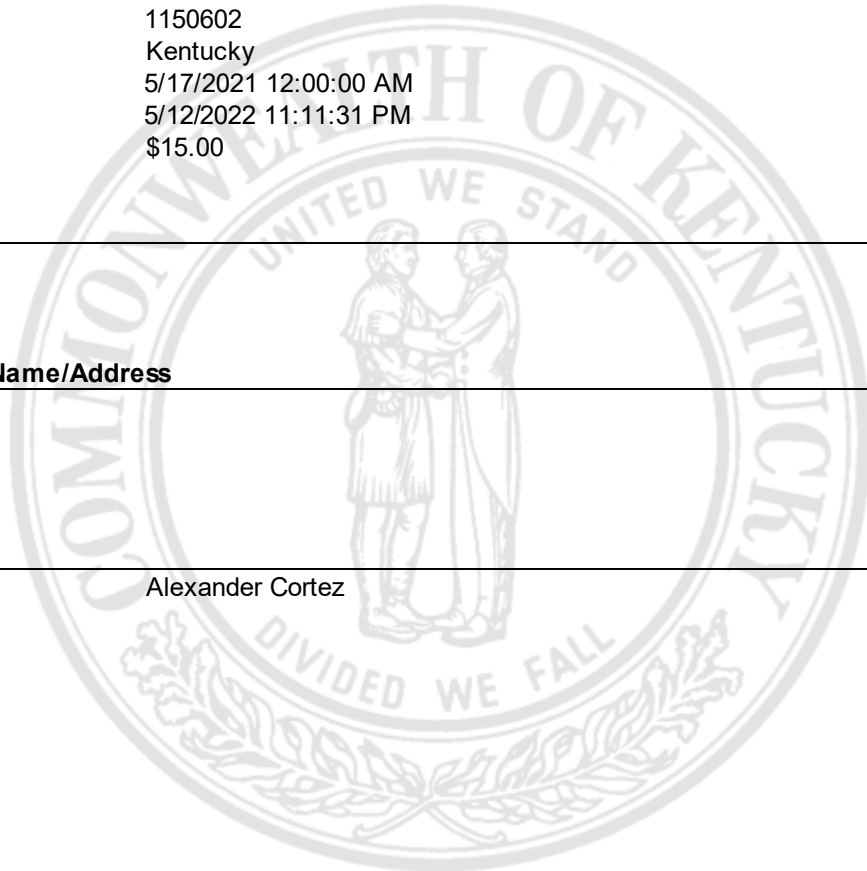 1150602
Kentucky
5/17/2021 12:00:00 AM
5/12/2022 11:11:31 PM
$15.00
COMMONWEALTH OF KENTUCKY
UNITED WE STAND
Name/Address
Alexander Cortez
DIVIDED WE FALL